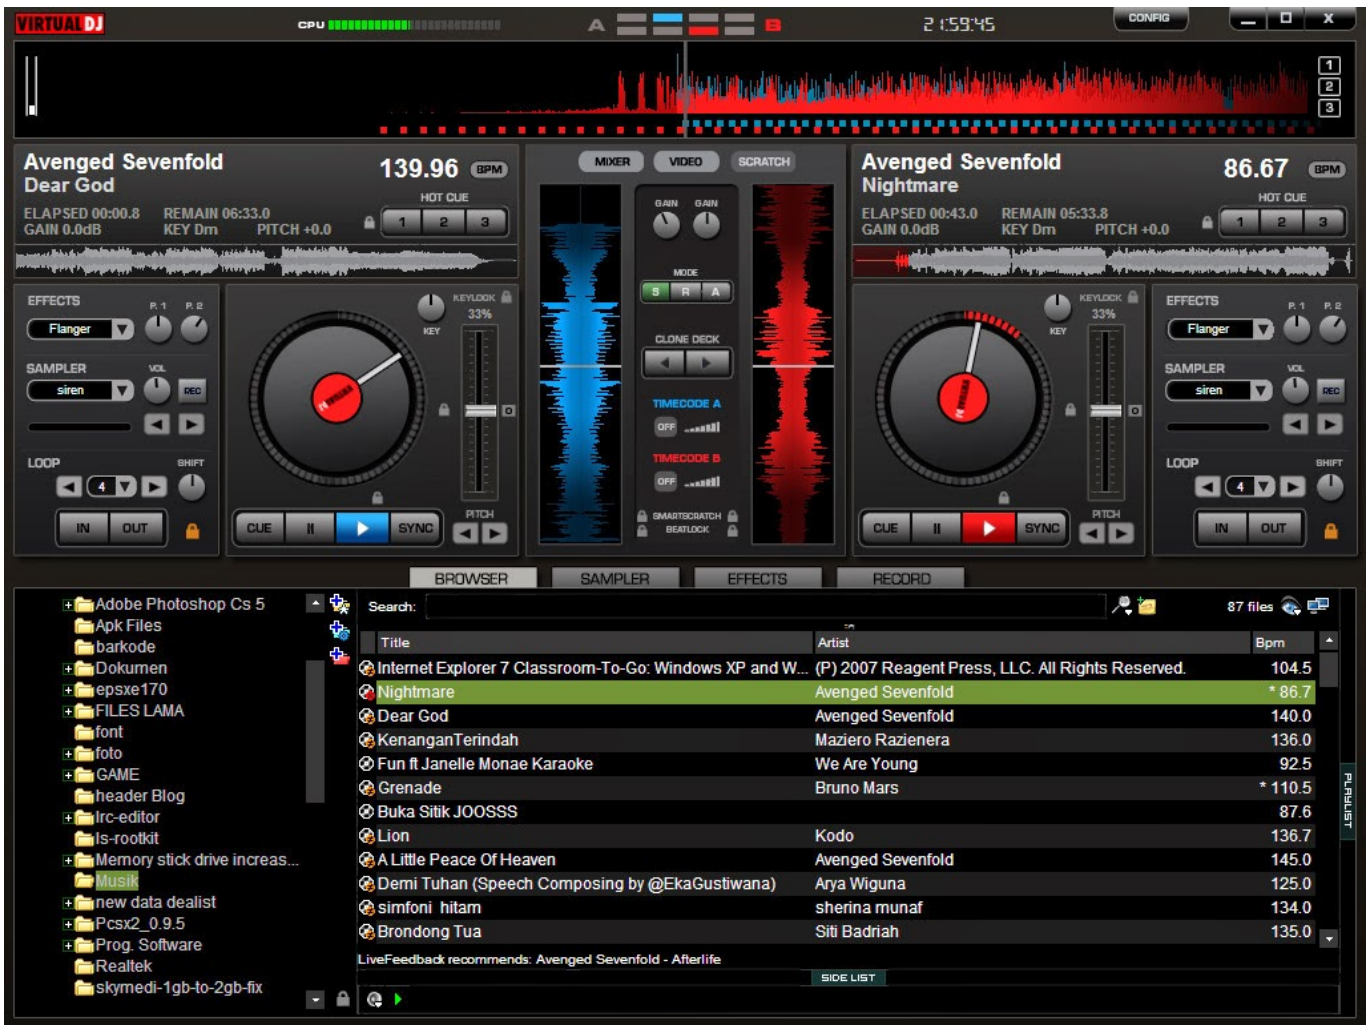 VIRTUAL DJ
CPU
A
B
21:59:45
CONFIG
X
1
2
3
Avenged Sevenfold
139.96 BPM
Dear God
HOT CUE
ELAPSED 00:00.8 REMAIN 06:33.0
1 2 3
GAIN 0.0dB KEY Dm PITCH +0.0
MIXER VIDEO SCRATCH
GAIN GAIN
MODE
S R A
CLONE DECK
TIMECODE A
OFF
TIMECODE B
OFF
SMARTSCRATCH
BEATLOCK
Avenged Sevenfold
86.67 BPM
Nightmare
HOT CUE
ELAPSED 00:43.0 REMAIN 05:33.8
1 2 3
GAIN 0.0dB KEY Dm PITCH +0.0
EFFECTS P. 1 P. 2
Flanger
SAMPLER VOL
siren REC
LOOP SHIFT
4
IN OUT
KEYLOCK
33%
KEY
0
PITCH
CUE II SYNC
KEYLOCK
33%
KEY
0
PITCH
CUE II SYNC
EFFECTS P. 1 P. 2
Flanger
SAMPLER VOL
siren REC
LOOP SHIFT
4
IN OUT
BROWSER SAMPLER EFFECTS RECORD
Adobe Photoshop Cs 5
Apk Files
barkode
Dokumen
epsxe170
FILES LAMA
font
foto
GAME
header Blog
lrc-editor
ls-rootkit
Memory stick drive increas...
Musik
new data dealist
Pcsx2_0.9.5
Prog. Software
Realtek
skymedi-1gb-to-2gb-fix
Search: 87 files
Title Artist Bpm
Internet Explorer 7 Classroom-To-Go: Windows XP and W... (P) 2007 Reagent Press, LLC. All Rights Reserved. 104.5
Nightmare Avenged Sevenfold * 86.7
Dear God Avenged Sevenfold 140.0
KenanganTerindah Maziero Razienera 136.0
Fun ft Janelle Monae Karaoke We Are Young 92.5
Grenade Bruno Mars * 110.5
Buka Sitik JOOSSS 87.6
Lion Kodo 136.7
A Little Peace Of Heaven Avenged Sevenfold 145.0
Demi Tuhan (Speech Composing by @EkaGustiwana) Arya Wiguna 125.0
simfoni hitam sherina munaf 134.0
Brondong Tua Siti Badriah 135.0
LiveFeedback recommends: Avenged Sevenfold - Afterlife
SIDE LIST
PLAYLIST